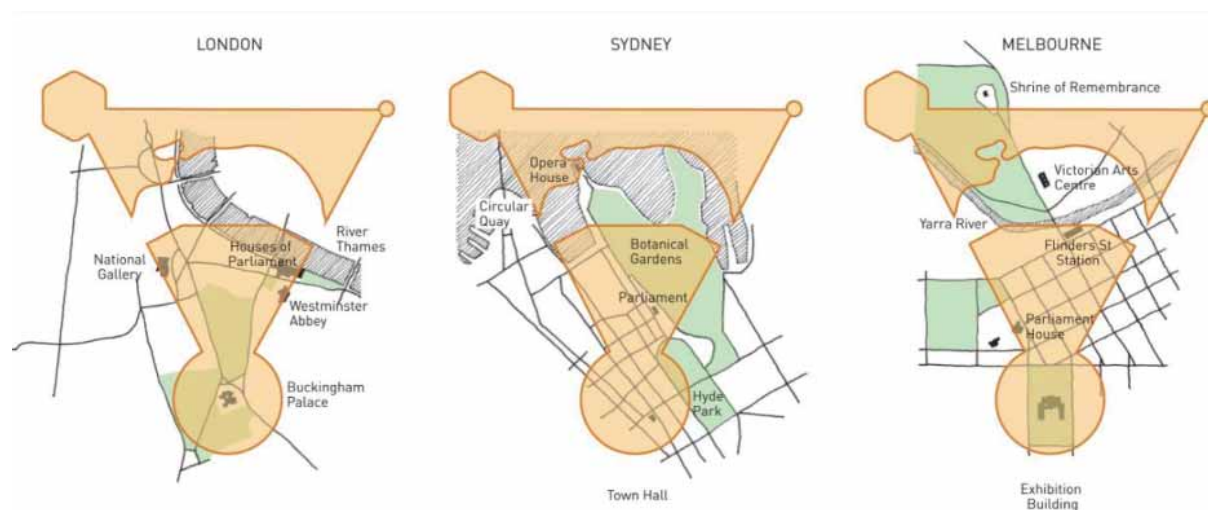 LONDON
National
Gallery
Houses of
Parliament
River
Thames
Westminster
Abbey
Buckingham
Palace
SYDNEY
Opera
House
Circular
Quay
Botanical
Gardens
Parliament
Hyde
Park
Town Hall
MELBOURNE
Shrine of Remembrance
Victorian Arts
Centre
Yarra River
Flinders St
Station
Parliament
House
Exhibition
Building